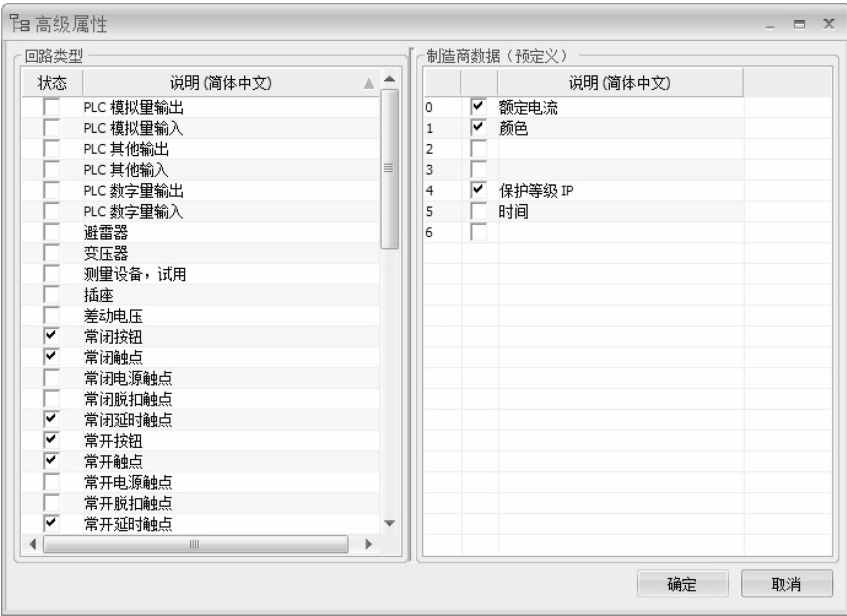 高级属性
回路类型
状态 说明(简体中文)
PLC 模拟量输出
PLC 模拟量输入
PLC 其他输出
PLC 其他输入
PLC 数字量输出
PLC 数字量输入
避雷器
变压器
测量设备，试用
插座
差动电压
常闭按钮
常闭触点
常闭电源触点
常闭脱扣触点
常闭延时触点
常开按钮
常开触点
常开电源触点
常开脱扣触点
常开延时触点
制造商数据（预定义）
说明(简体中文)
0 额定电流
1 颜色
2
3
4 保护等级 IP
5 时间
6
确定 取消